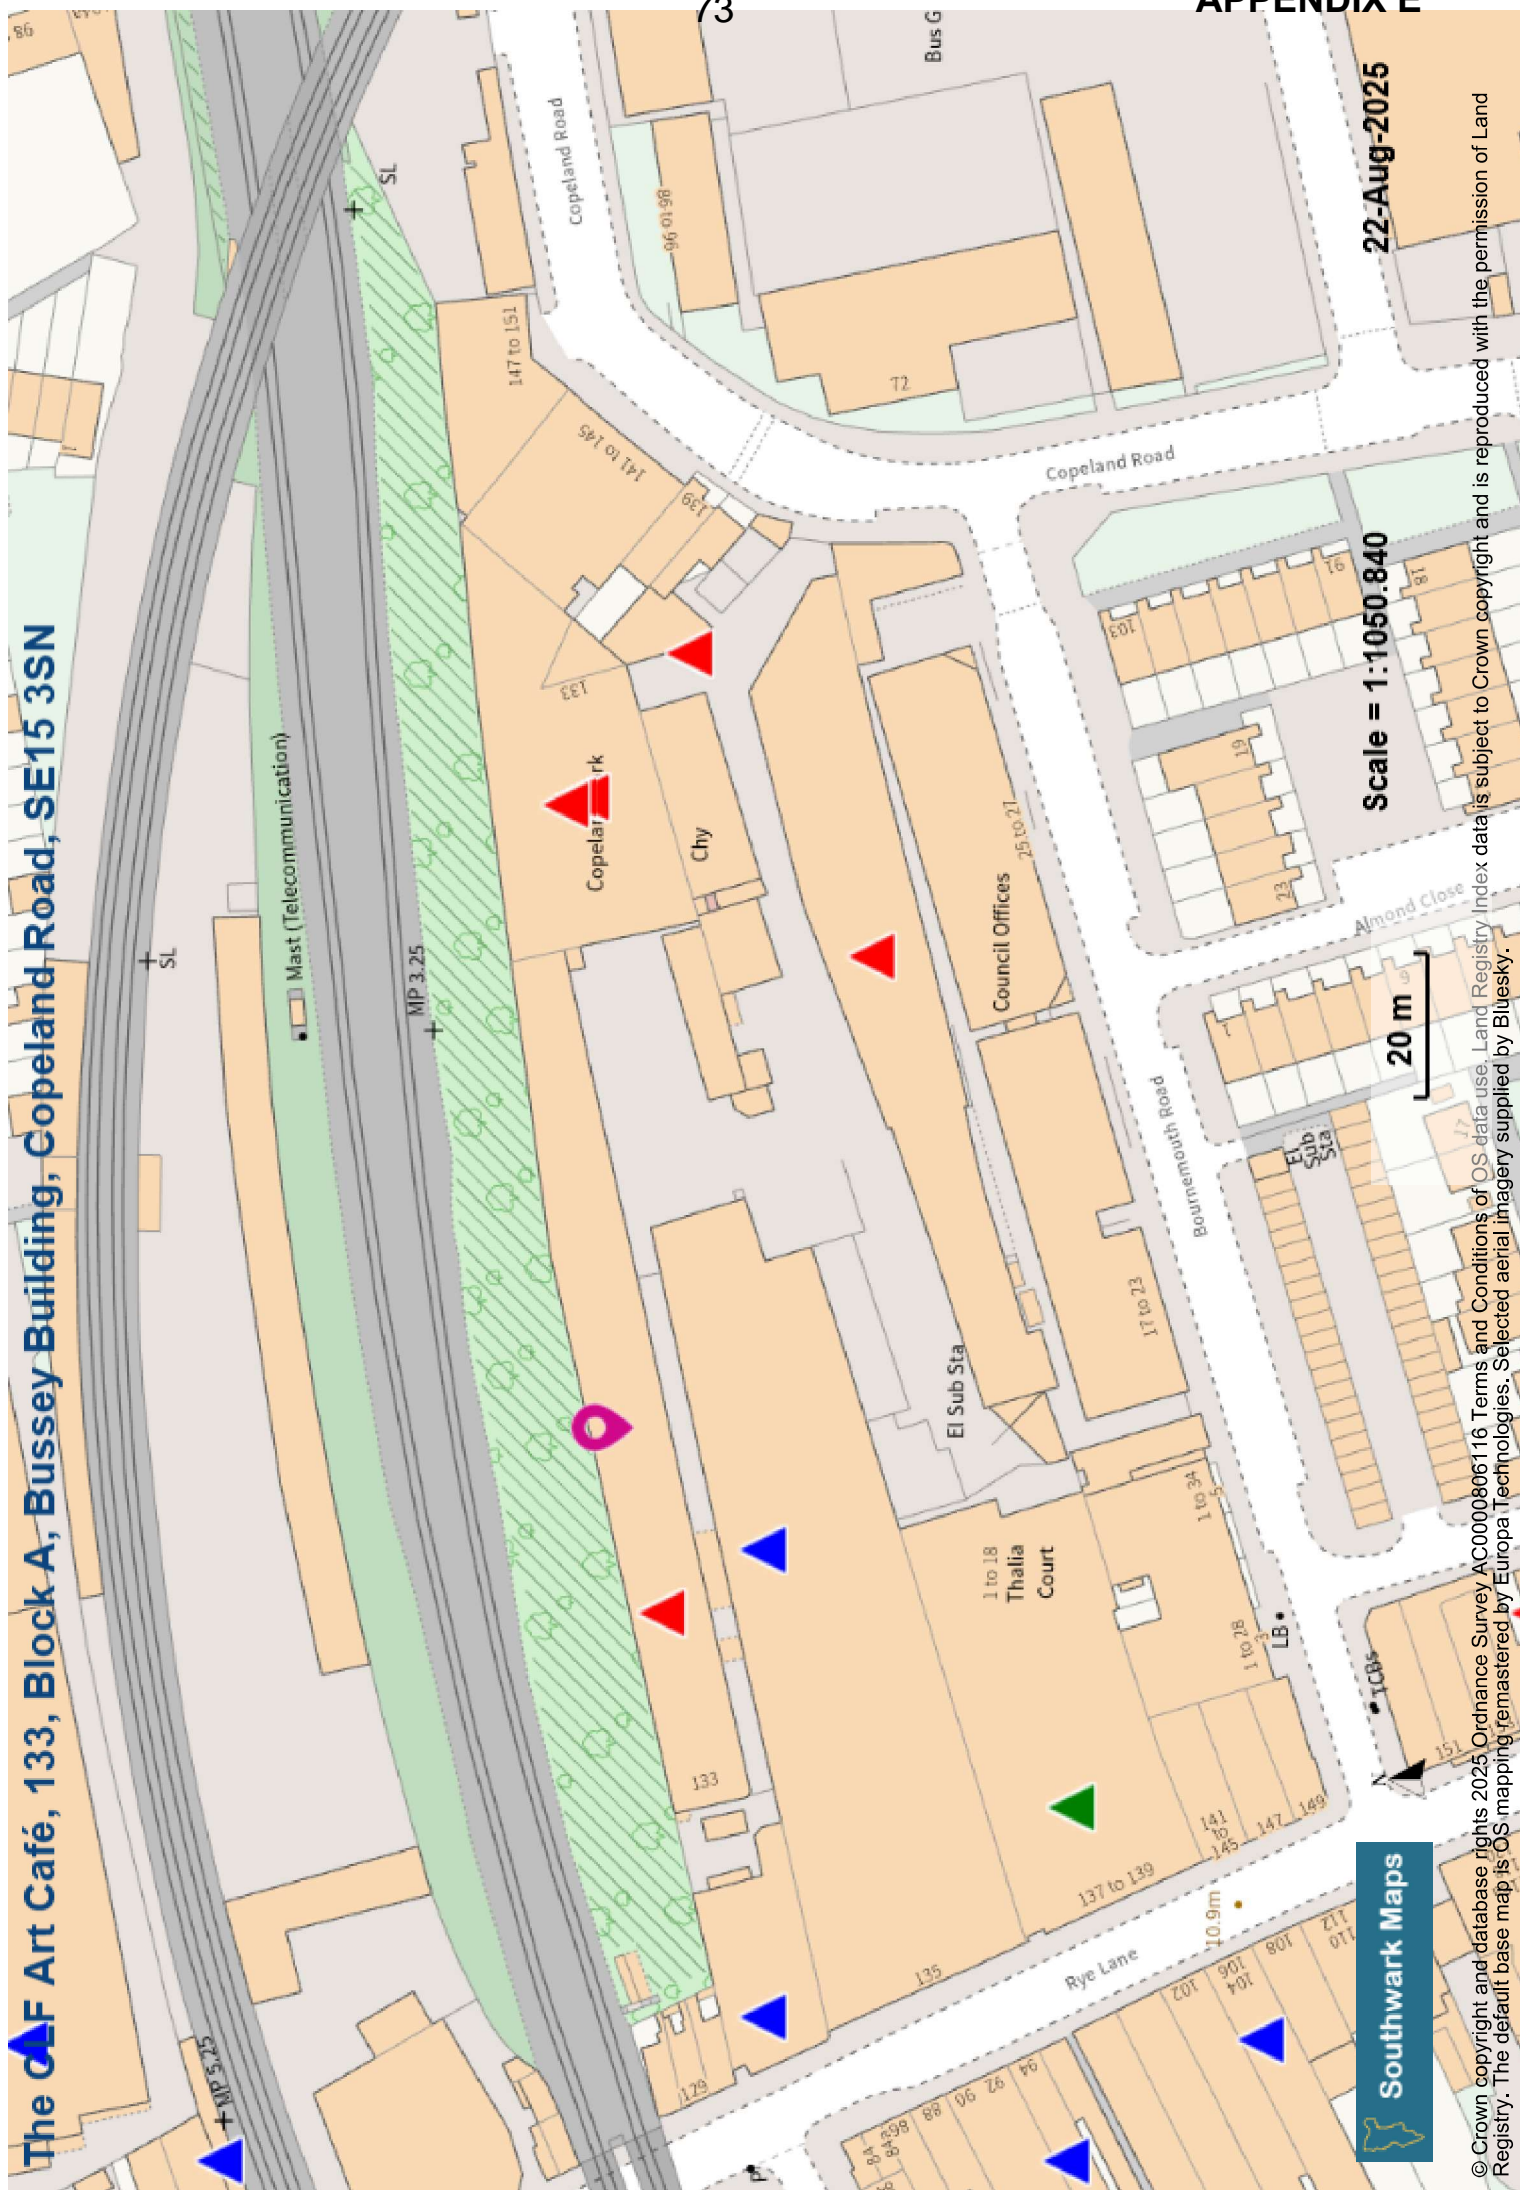 73
APPENDIX E
The CLF Art Café, 133, Block A, Bussey Building, Copeland Road, SE15 3SN
98
SL
Copeland Road
Bus G
86 to 96
147 to 151
141 to 145
139
72
Copeland Road
133
Chy
Mast (Telecommunication)
SL
MP 3.25
Council Offices
25 to 27
103
91
18
19
23
Almond Close
1
9
17
El
Sub
Sta
Bournemouth Road
17 to 23
El Sub Sta
1 to 34
5
1 to 18
Thalia
Court
1 to 28
3
LB
TCBs
151
133
141
to
145
147
149
137 to 139
135
10.9m
Rye Lane
129
MP 5.25
88
90
92
94
102
104
106
108
110
112
N
22-Aug-2025
Scale = 1:1050.840
20 m
Southwark Maps
© Crown copyright and database rights 2025 Ordnance Survey AC0000806116 Terms and Conditions of OS data use. Land Registry Index data is subject to Crown copyright and is reproduced with the permission of Land
Registry. The default base map is OS mapping remastered by Europa Technologies. Selected aerial imagery supplied by Bluesky.